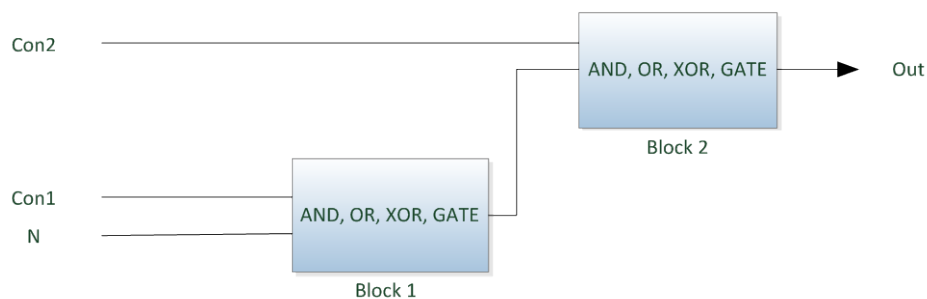 Con2
AND, OR, XOR, GATE
Out
Block 2
Con1
N
AND, OR, XOR, GATE
Block 1